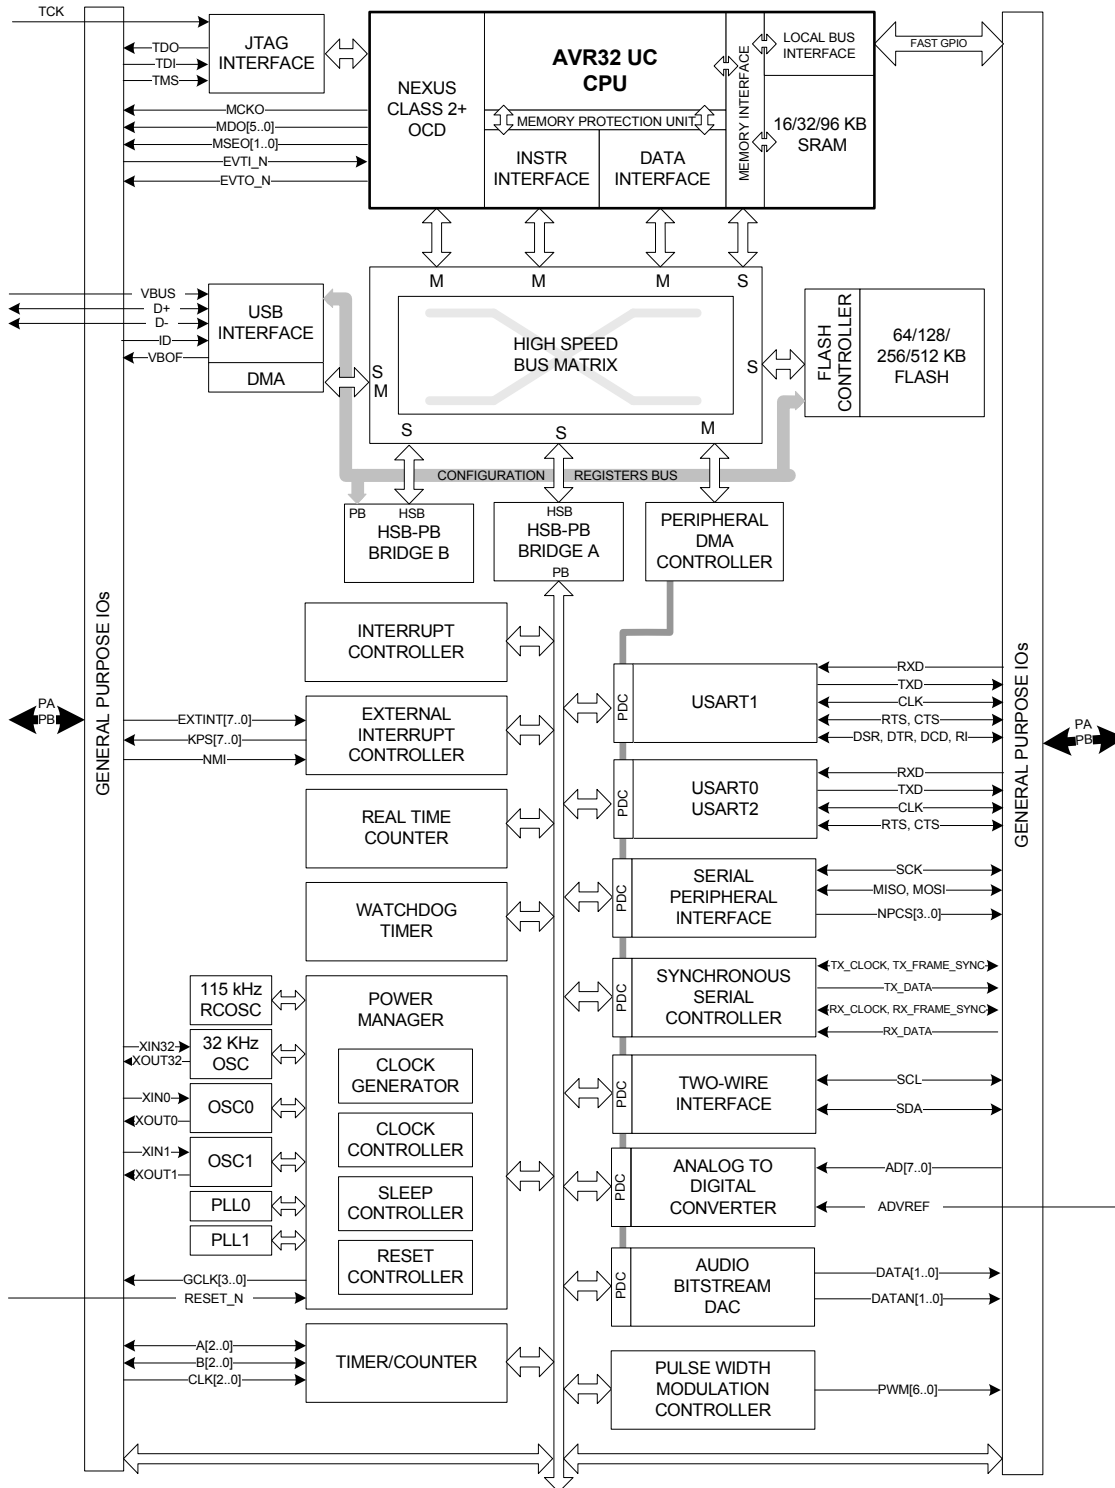 TCK
TDO
TDI
TMS
JTAG
INTERFACE
MCKO
MDO[5..0]
MSEO[1..0]
EVTI_N
EVTO_N
NEXUS
CLASS 2+
OCD
AVR32 UC
CPU
MEMORY PROTECTION UNIT
INSTR
INTERFACE
DATA
INTERFACE
MEMORY INTERFACE
LOCAL BUS
INTERFACE
16/32/96 KB
SRAM
FAST GPIO
M
M
M
S
VBUS
D+
D-
ID
VBOF
USB
INTERFACE
DMA
S
M
HIGH SPEED
BUS MATRIX
S
FLASH
CONTROLLER
64/128/
256/512 KB
FLASH
S
S
M
CONFIGURATION REGISTERS BUS
PB
HSB
HSB-PB
BRIDGE B
HSB
HSB-PB
BRIDGE A
PB
PERIPHERAL
DMA
CONTROLLER
GENERAL PURPOSE IOs
PA
PB
INTERRUPT
CONTROLLER
EXTINT[7..0]
KPS[7..0]
NMI
EXTERNAL
INTERRUPT
CONTROLLER
REAL TIME
COUNTER
WATCHDOG
TIMER
115 kHz
RCOSC
XIN32
XOUT32
32 KHz
OSC
XIN0
XOUT0
OSC0
XIN1
XOUT1
OSC1
PLL0
PLL1
GCLK[3..0]
RESET_N
POWER
MANAGER
CLOCK
GENERATOR
CLOCK
CONTROLLER
SLEEP
CONTROLLER
RESET
CONTROLLER
A[2..0]
B[2..0]
CLK[2..0]
TIMER/COUNTER
PDC
USART1
RXD
TXD
CLK
RTS, CTS
DSR, DTR, DCD, RI
PDC
USART0
USART2
RXD
TXD
CLK
RTS, CTS
PDC
SERIAL
PERIPHERAL
INTERFACE
SCK
MISO, MOSI
NPCS[3..0]
PDC
SYNCHRONOUS
SERIAL
CONTROLLER
TX_CLOCK, TX_FRAME_SYNC
TX_DATA
RX_CLOCK, RX_FRAME_SYNC
RX_DATA
PDC
TWO-WIRE
INTERFACE
SCL
SDA
PDC
ANALOG TO
DIGITAL
CONVERTER
AD[7..0]
ADVREF
PDC
AUDIO
BITSTREAM
DAC
DATA[1..0]
DATAN[1..0]
PULSE WIDTH
MODULATION
CONTROLLER
PWM[6..0]
GENERAL PURPOSE IOs
PA
PB